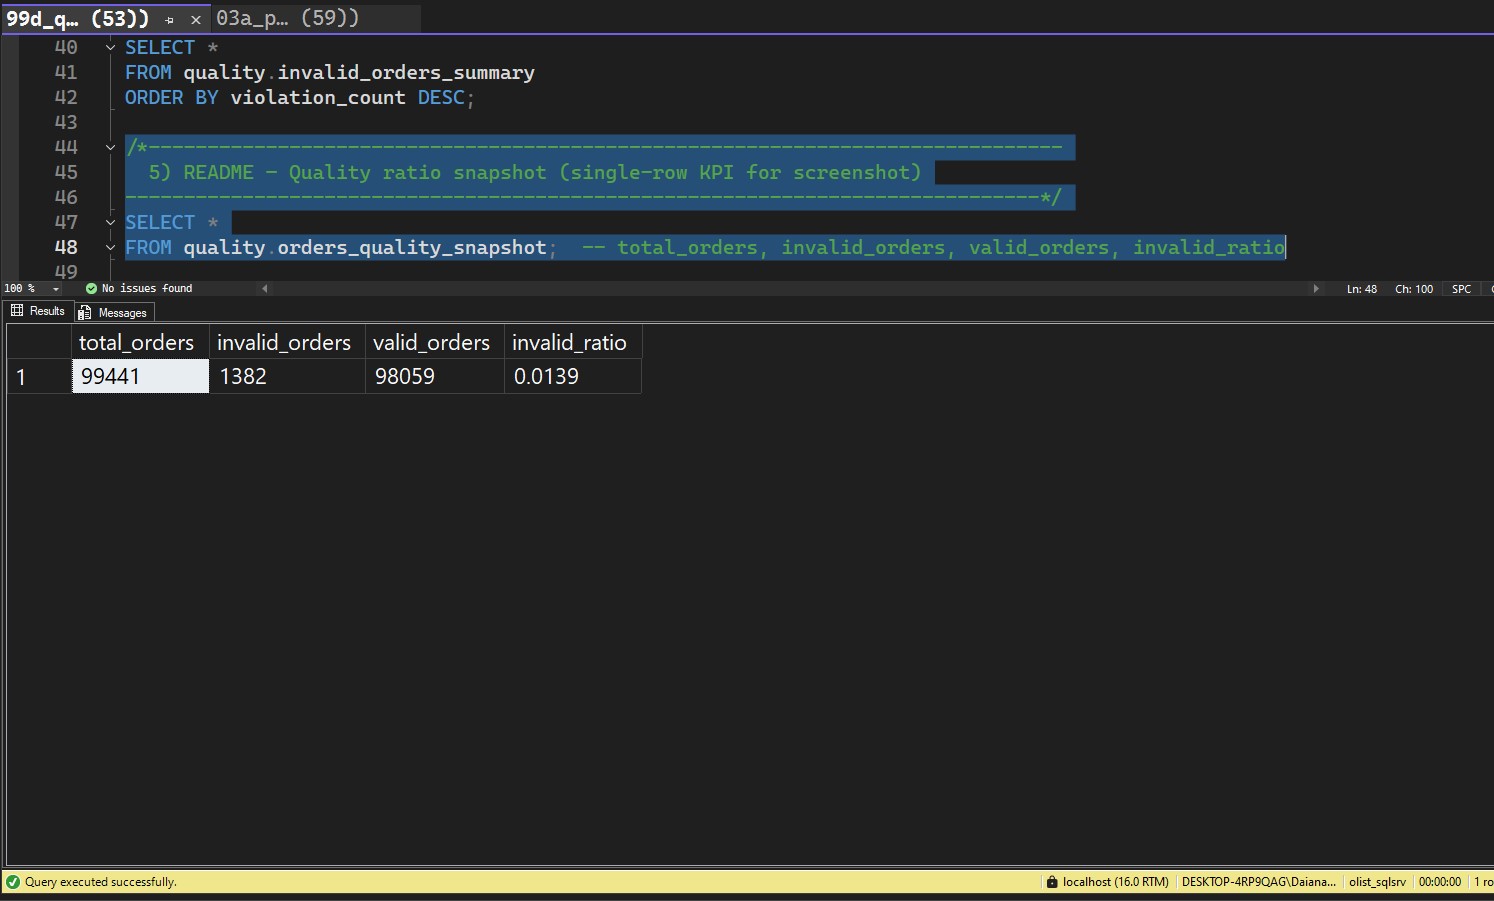 99d_q... (53)) 03a_p... (59))
40 SELECT *
41 FROM quality.invalid_orders_summary
42 ORDER BY violation_count DESC;
43
44 /*------------------------------------------------------------------------------
45 5) README – Quality ratio snapshot (single-row KPI for screenshot)
46 ------------------------------------------------------------------------------*/
47 SELECT *
48 FROM quality.orders_quality_snapshot; -- total_orders, invalid_orders, valid_orders, invalid_ratio
49
100 % No issues found Ln: 48 Ch: 100 SPC
Results Messages
total_orders invalid_orders valid_orders invalid_ratio
1 99441 1382 98059 0.0139
Query executed successfully. localhost (16.0 RTM) DESKTOP-4RP9QAG\Daiana... olist_sqlsrv 00:00:00 1 ro